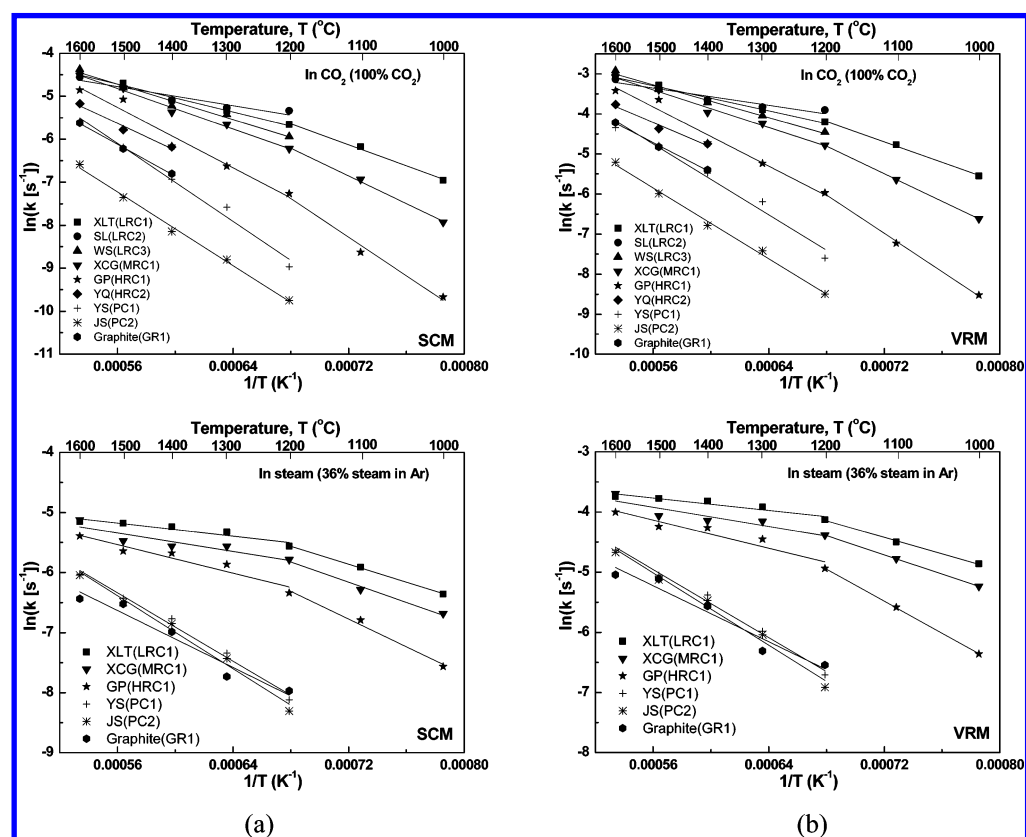 Temperature, T (°C)
1600 1500 1400 1300 1200 1100 1000
-4
-5
-6
-7
-8
-9
-10
-11
ln(k [s⁻¹])
In CO₂ (100% CO₂)
XLT(LRC1)
SL(LRC2)
WS(LRC3)
XCG(MRC1)
GP(HRC1)
YQ(HRC2)
YS(PC1)
JS(PC2)
Graphite(GR1)
SCM
0.00056 0.00064 0.00072 0.00080
1/T (K⁻¹)
Temperature, T (°C)
1600 1500 1400 1300 1200 1100 1000
-3
-4
-5
-6
-7
-8
-9
-10
ln(k [s⁻¹])
In CO₂ (100% CO₂)
XLT(LRC1)
SL(LRC2)
WS(LRC3)
XCG(MRC1)
GP(HRC1)
YQ(HRC2)
YS(PC1)
JS(PC2)
Graphite(GR1)
VRM
0.00056 0.00064 0.00072 0.00080
1/T (K⁻¹)
Temperature, T (°C)
1600 1500 1400 1300 1200 1100 1000
-4
-5
-6
-7
-8
-9
ln(k [s⁻¹])
In steam (36% steam in Ar)
XLT(LRC1)
XCG(MRC1)
GP(HRC1)
YS(PC1)
JS(PC2)
Graphite(GR1)
SCM
0.00056 0.00064 0.00072 0.00080
1/T (K⁻¹)
Temperature, T (°C)
1600 1500 1400 1300 1200 1100 1000
-3
-4
-5
-6
-7
-8
ln(k [s⁻¹])
In steam (36% steam in Ar)
XLT(LRC1)
XCG(MRC1)
GP(HRC1)
YS(PC1)
JS(PC2)
Graphite(GR1)
VRM
0.00056 0.00064 0.00072 0.00080
1/T (K⁻¹)
(a) (b)